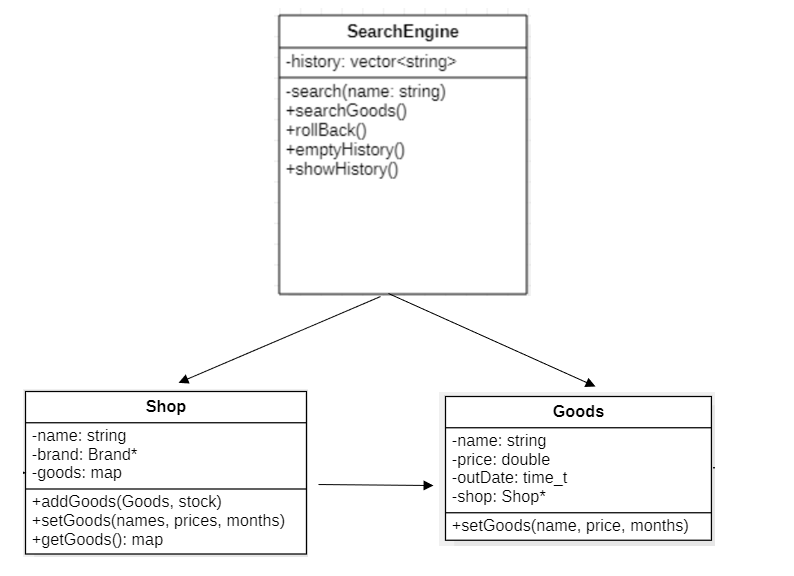 SearchEngine
-history: vector<string>
-search(name: string)
+searchGoods()
+rollBack()
+emptyHistory()
+showHistory()
Shop
-name: string
-brand: Brand*
-goods: map
+addGoods(Goods, stock)
+setGoods(names, prices, months)
+getGoods(): map
Goods
-name: string
-price: double
-outDate: time_t
-shop: Shop*
+setGoods(name, price, months)